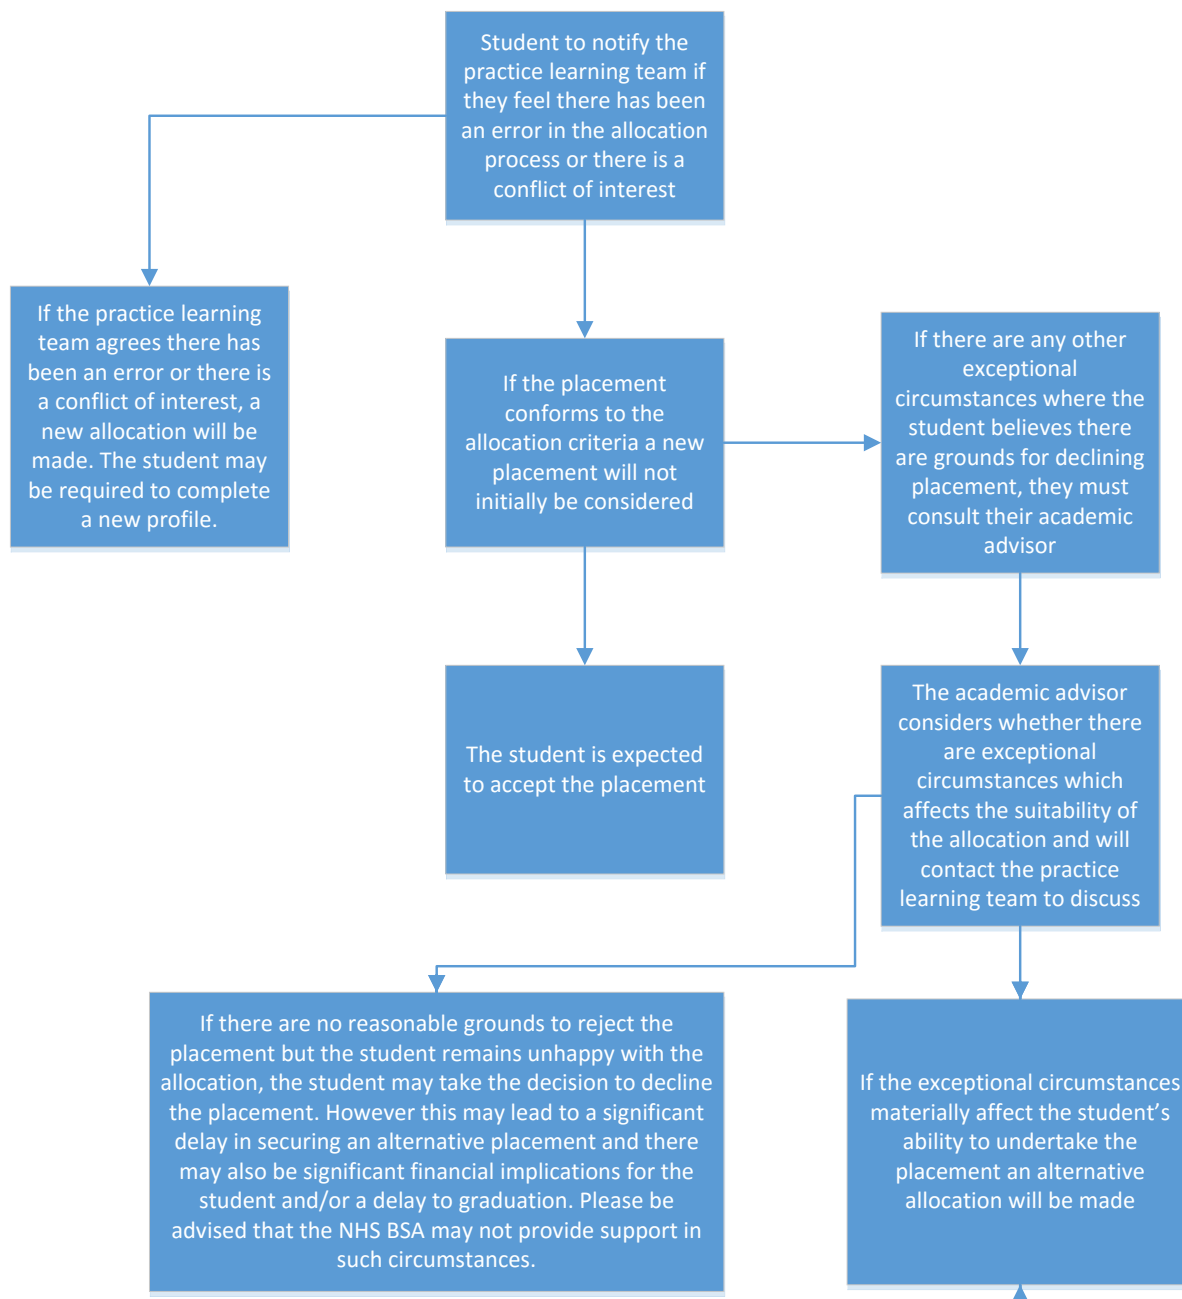 Student to notify the
practice learning team if
they feel there has been
an error in the allocation
process or there is a
conflict of interest
If the practice learning
team agrees there has
been an error or there is
a conflict of interest, a
new allocation will be
made. The student may
be required to complete
a new profile.
If the placement
conforms to the
allocation criteria a new
placement will not
initially be considered
If there are any other
exceptional
circumstances where the
student believes there
are grounds for declining
placement, they must
consult their academic
advisor
The student is expected
to accept the placement
The academic advisor
considers whether there
are exceptional
circumstances which
affects the suitability of
the allocation and will
contact the practice
learning team to discuss
If there are no reasonable grounds to reject the
placement but the student remains unhappy with the
allocation, the student may take the decision to decline
the placement. However this may lead to a significant
delay in securing an alternative placement and there
may also be significant financial implications for the
student and/or a delay to graduation. Please be
advised that the NHS BSA may not provide support in
such circumstances.
If the exceptional circumstances
materially affect the student’s
ability to undertake the
placement an alternative
allocation will be made